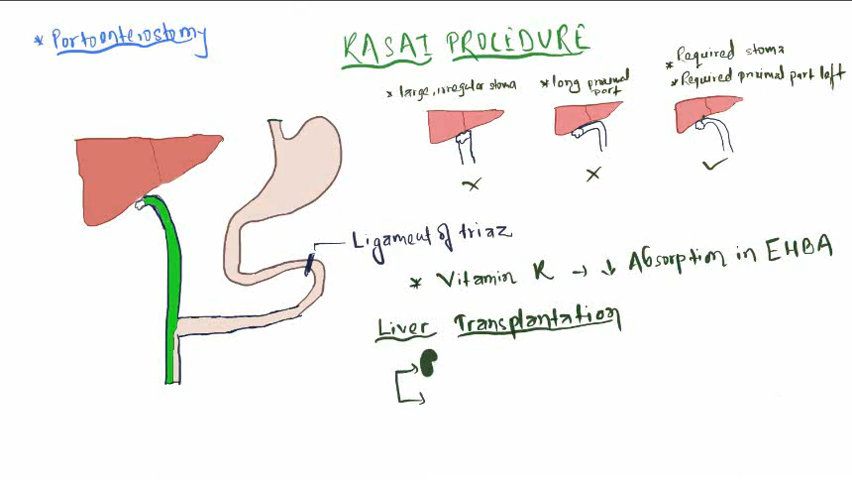 * Portoenterostomy
KASAI PROCEDURE
* large, irregular stoma
* long proximal
part
* Required stoma
* Required proximal part left
Ligament of triaz
* Vitamin K → ↓ Absorption in EHBA
Liver Transplantation